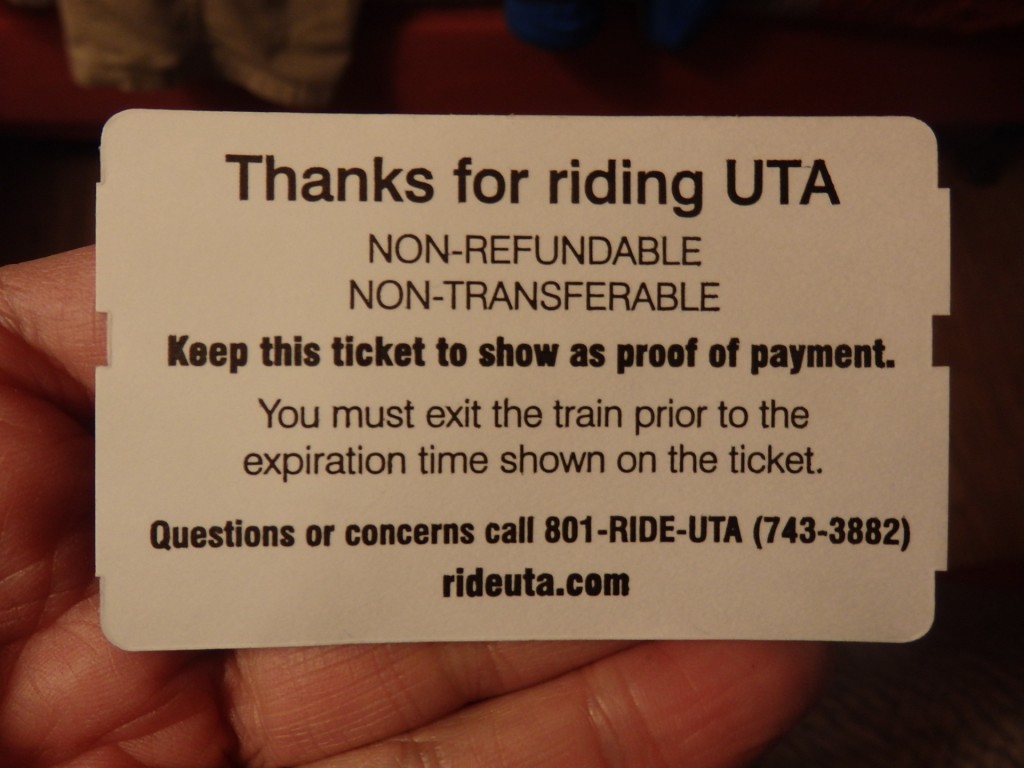 Thanks for riding UTA
NON-REFUNDABLE
NON-TRANSFERABLE
Keep this ticket to show as proof of payment.
You must exit the train prior to the
expiration time shown on the ticket.
Questions or concerns call 801-RIDE-UTA (743-3882)
rideuta.com